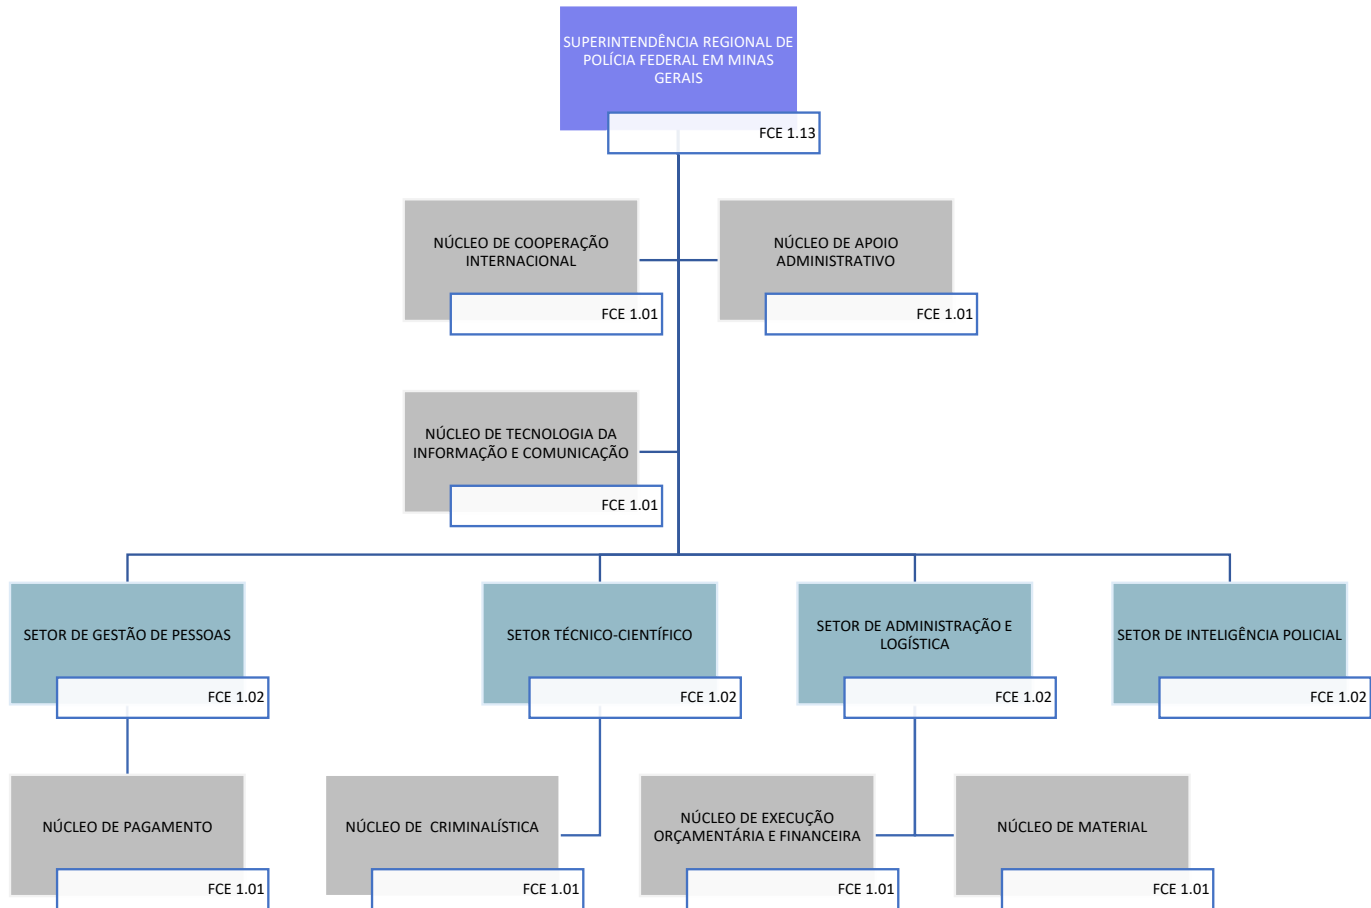 SUPERINTENDÊNCIA REGIONAL DE
POLÍCIA FEDERAL EM MINAS
GERAIS
FCE 1.13
NÚCLEO DE COOPERAÇÃO
INTERNACIONAL
FCE 1.01
NÚCLEO DE APOIO
ADMINISTRATIVO
FCE 1.01
NÚCLEO DE TECNOLOGIA DA
INFORMAÇÃO E COMUNICAÇÃO
FCE 1.01
SETOR DE GESTÃO DE PESSOAS
FCE 1.02
SETOR TÉCNICO-CIENTÍFICO
FCE 1.02
SETOR DE ADMINISTRAÇÃO E
LOGÍSTICA
FCE 1.02
SETOR DE INTELIGÊNCIA POLICIAL
FCE 1.02
NÚCLEO DE PAGAMENTO
FCE 1.01
NÚCLEO DE  CRIMINALÍSTICA
FCE 1.01
NÚCLEO DE EXECUÇÃO
ORÇAMENTÁRIA E FINANCEIRA
FCE 1.01
NÚCLEO DE MATERIAL
FCE 1.01